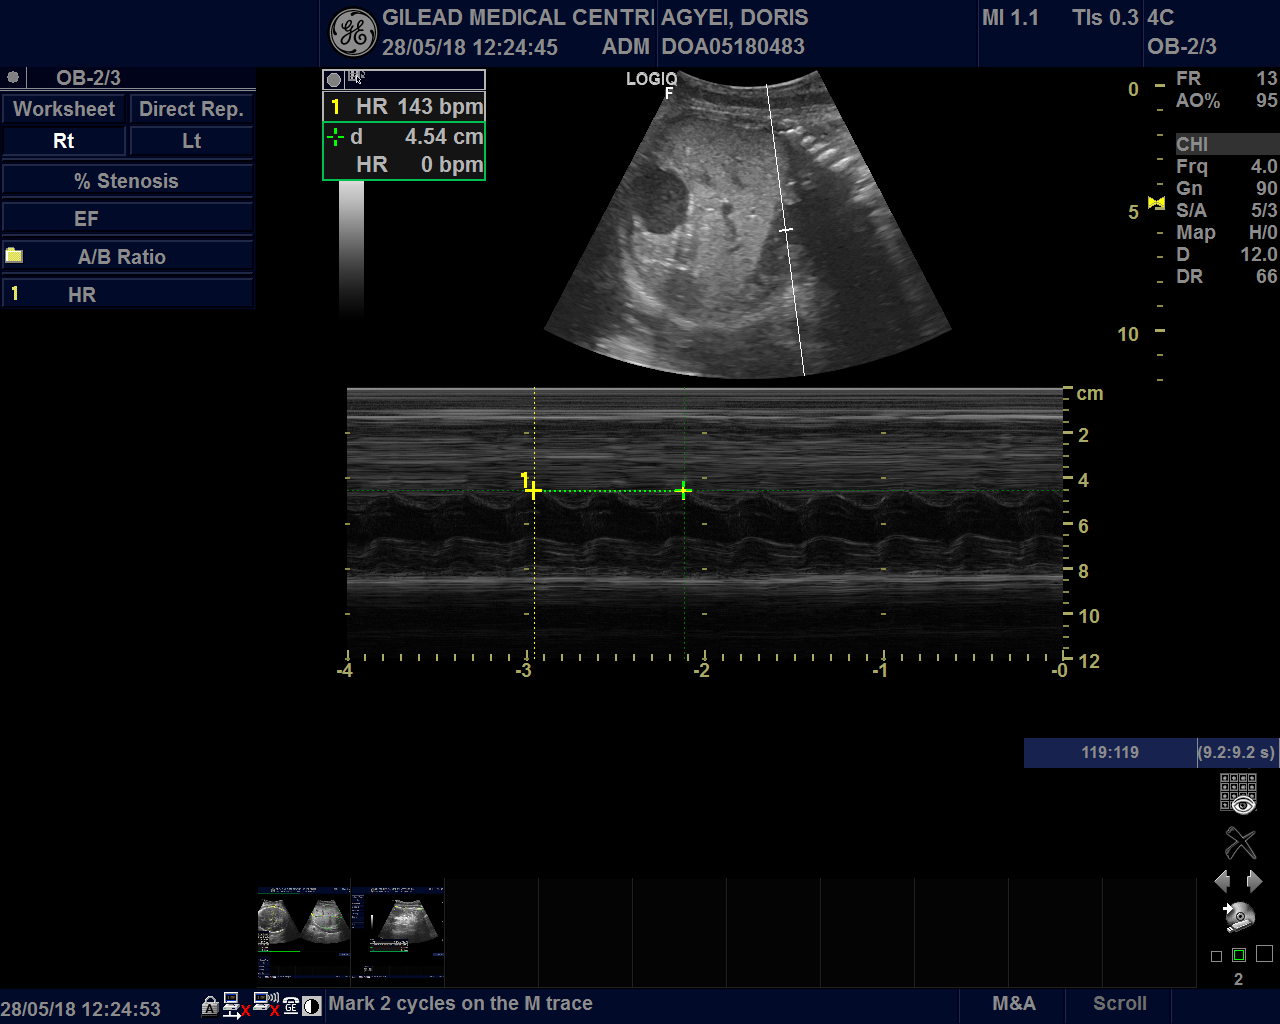 GILEAD MEDICAL CENTR
AGYEI, DORIS
MI 1.1
TIs 0.3
4C
28/05/18 12:24:45
ADM
DOA05180483
OB-2/3
OB-2/3
Worksheet
Direct Rep.
Rt
Lt
% Stenosis
EF
A/B Ratio
1 HR
1 HR 143 bpm
d 4.54 cm
HR 0 bpm
LOGIQ
F
0
5
10
FR 13
AO% 95
CHI
Frq 4.0
Gn 90
S/A 5/3
Map H/0
D 12.0
DR 66
cm
2
4
1
6
8
10
12
-4 -3 -2 -1 -0
119:119 (9.2:9.2 s)
2
28/05/18 12:24:53
Mark 2 cycles on the M trace
M&A
Scroll